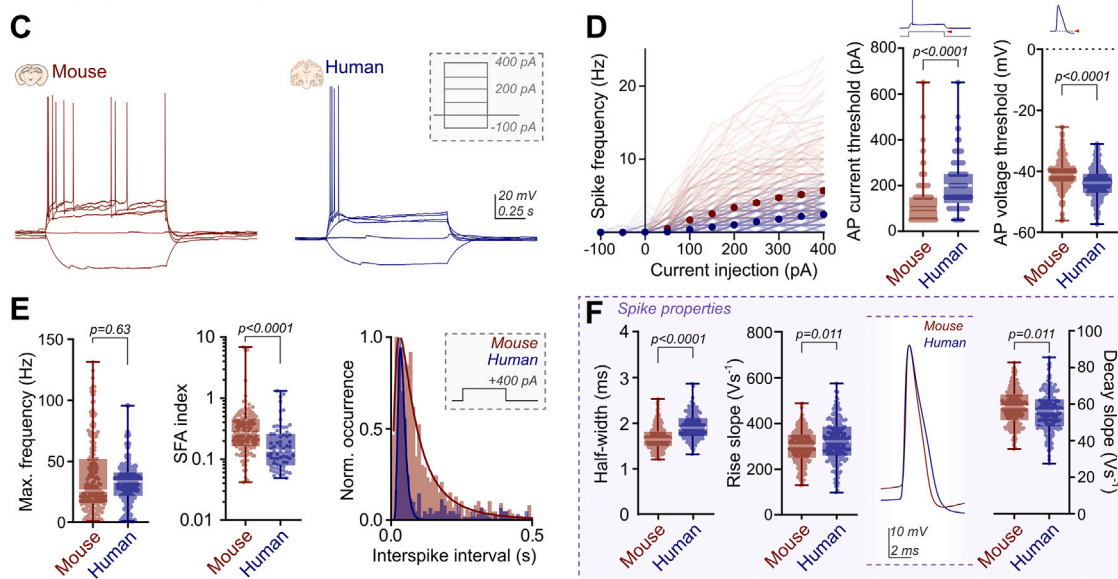 C
Mouse
Human
400 pA
200 pA
-100 pA
20 mV
0.25 s
D
Spike frequency (Hz)
20
10
-100
0
100
200
300
400
Current injection (pA)
AP current threshold (pA)
800
600
400
200
0
p<0.0001
Mouse
Human
AP voltage threshold (mV)
0
-20
-40
-60
p<0.0001
Mouse
Human
E
Max. frequency (Hz)
150
100
50
0
p=0.63
Mouse
Human
SFA index
10
1
0.1
0.01
p<0.0001
Mouse
Human
Norm. occurrence
1.0
0.5
0.0
0.0
0.5
Interspike interval (s)
Mouse
Human
+400 pA
F
Spike properties
Half-width (ms)
4
3
2
1
0
p<0.0001
Mouse
Human
Rise slope (Vs-1)
800
600
400
200
0
p=0.011
Mouse
Human
Mouse
Human
10 mV
2 ms
p=0.011
100
80
60
40
20
0
Decay slope (Vs-1)
Mouse
Human